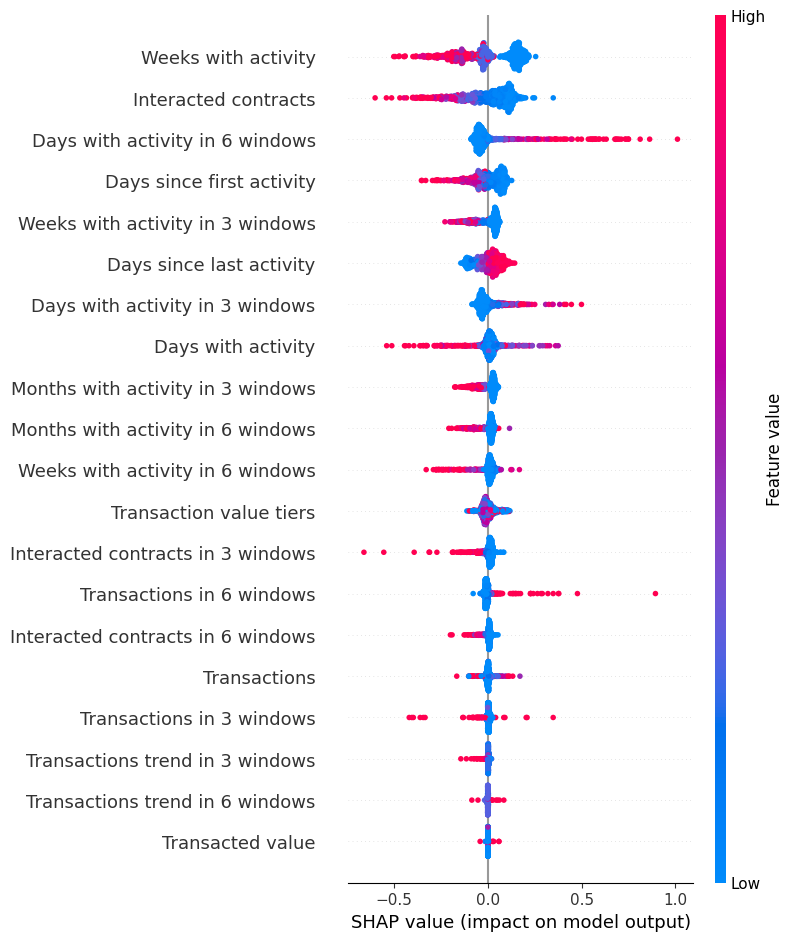 High
Weeks with activity
Interacted contracts
Days with activity in 6 windows
Days since first activity
Weeks with activity in 3 windows
Days since last activity
Days with activity in 3 windows
Days with activity
Months with activity in 3 windows
Months with activity in 6 windows
Weeks with activity in 6 windows
Transaction value tiers
Interacted contracts in 3 windows
Transactions in 6 windows
Interacted contracts in 6 windows
Transactions
Transactions in 3 windows
Transactions trend in 3 windows
Transactions trend in 6 windows
Transacted value
Feature value
Low
−0.5 0.0 0.5 1.0
SHAP value (impact on model output)